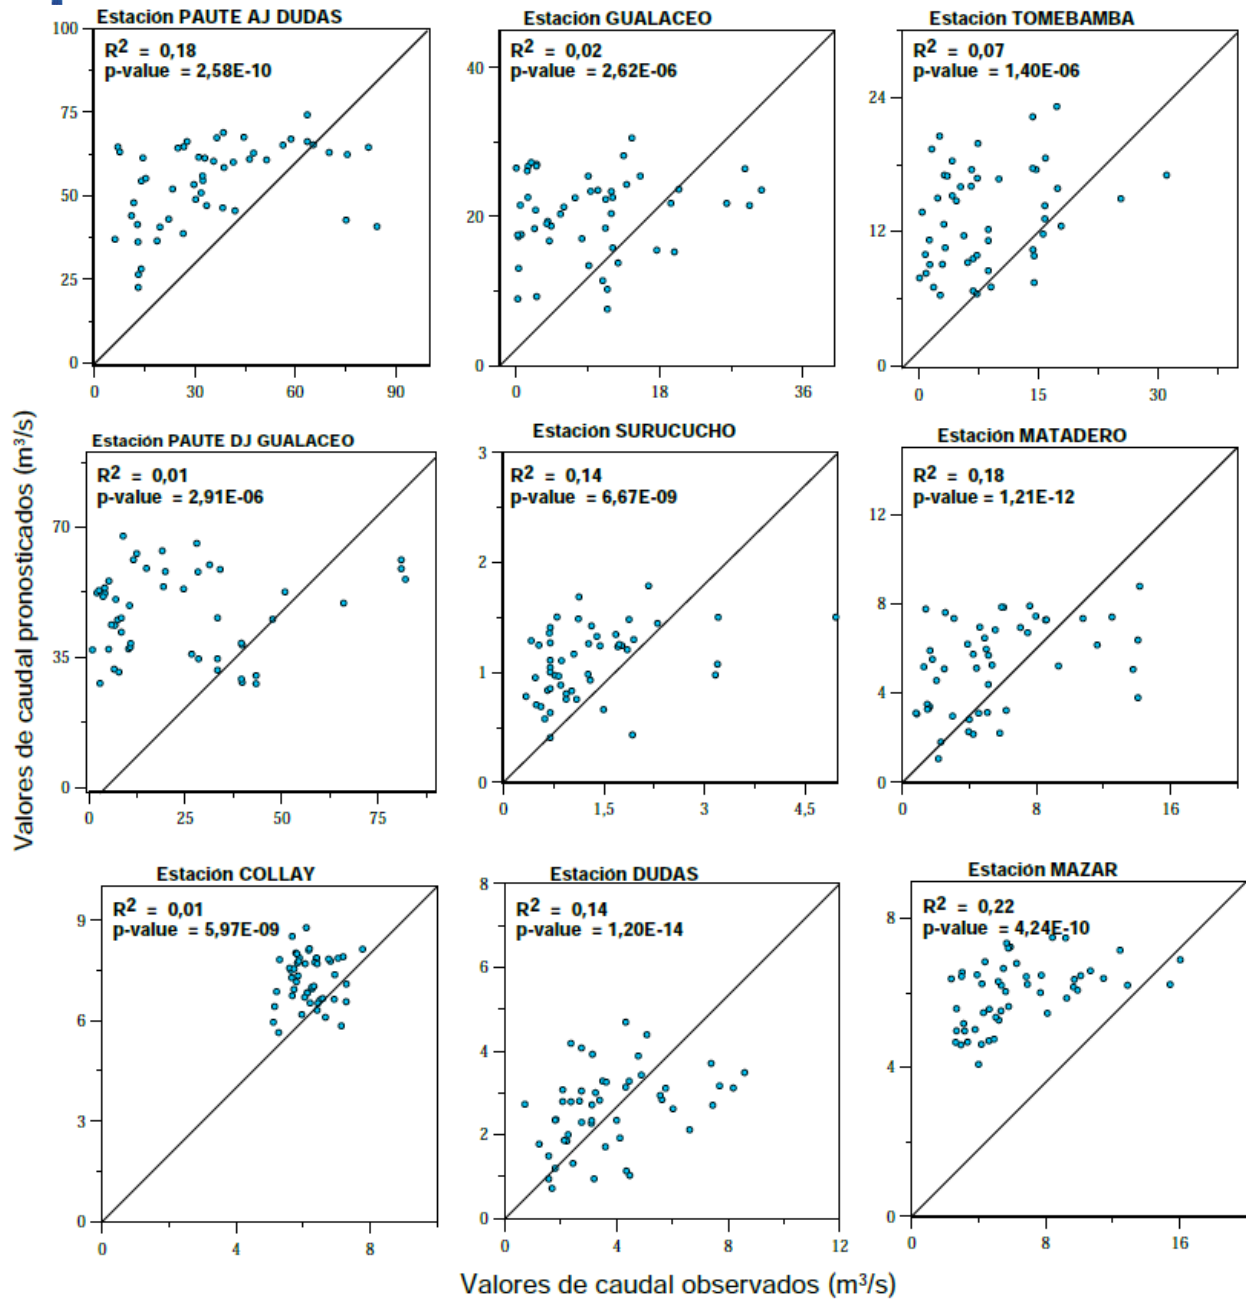 Estación PAUTE AJ DUDAS
R² = 0,18
p-value = 2,58E-10
100
75
50
25
0
0 30 60 90
Estación GUALACEO
R² = 0,02
p-value = 2,62E-06
40
20
0
0 18 36
Estación TOMEBAMBA
R² = 0,07
p-value = 1,40E-06
24
12
0
0 15 31
Valores de caudal pronosticados (m³/s)
Estación PAUTE DJ GUALACEO
R² = 0,01
p-value = 2,91E-06
70
35
0
0 25 50 75
Estación SURUCUCHO
R² = 0,14
p-value = 6,67E-09
3
2
1
0
0 1,5 3 4,5
Estación MATADERO
R² = 0,18
p-value = 1,21E-12
12
8
4
0
0 8 16
Estación COLLAY
R² = 0,01
p-value = 5,97E-09
9
6
3
0
0 4 8
Estación DUDAS
R² = 0,14
p-value = 1,20E-14
8
6
4
2
0
0 4 8 12
Estación MAZAR
R² = 0,22
p-value = 4,24E-10
8
4
0
0 8 16
Valores de caudal observados (m³/s)